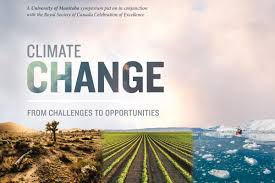 A University of Manitoba symposium put on in conjunction
with the Royal Society of Canada Celebration of Excellence
CLIMATE
CHANGE
FROM CHALLENGES TO OPPORTUNITIES